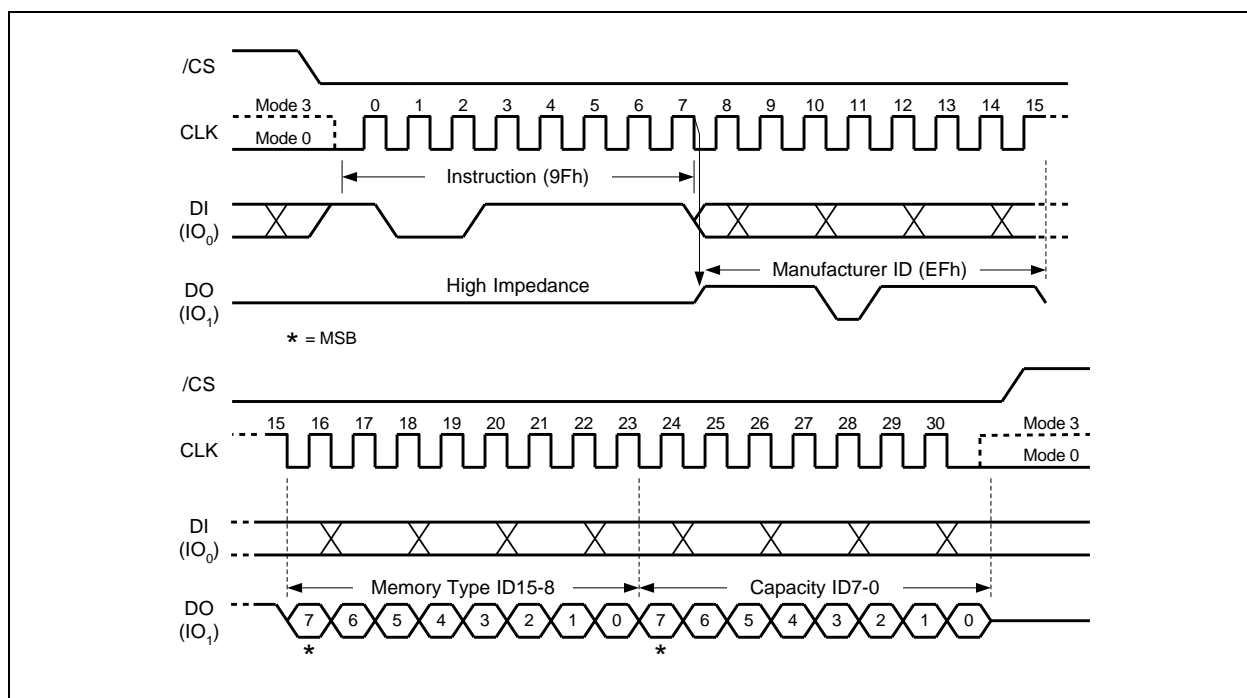 /CS
Mode 3 0 1 2 3 4 5 6 7 8 9 10 11 12 13 14 15
CLK
Mode 0
Instruction (9Fh)
DI
(IO0)
Manufacturer ID (EFh)
High Impedance
DO
(IO1)
* = MSB
/CS
15 16 17 18 19 20 21 22 23 24 25 26 27 28 29 30 Mode 3
CLK
Mode 0
DI
(IO0)
Memory Type ID15-8 Capacity ID7-0
DO
(IO1)
7 6 5 4 3 2 1 0 7 6 5 4 3 2 1 0
* *